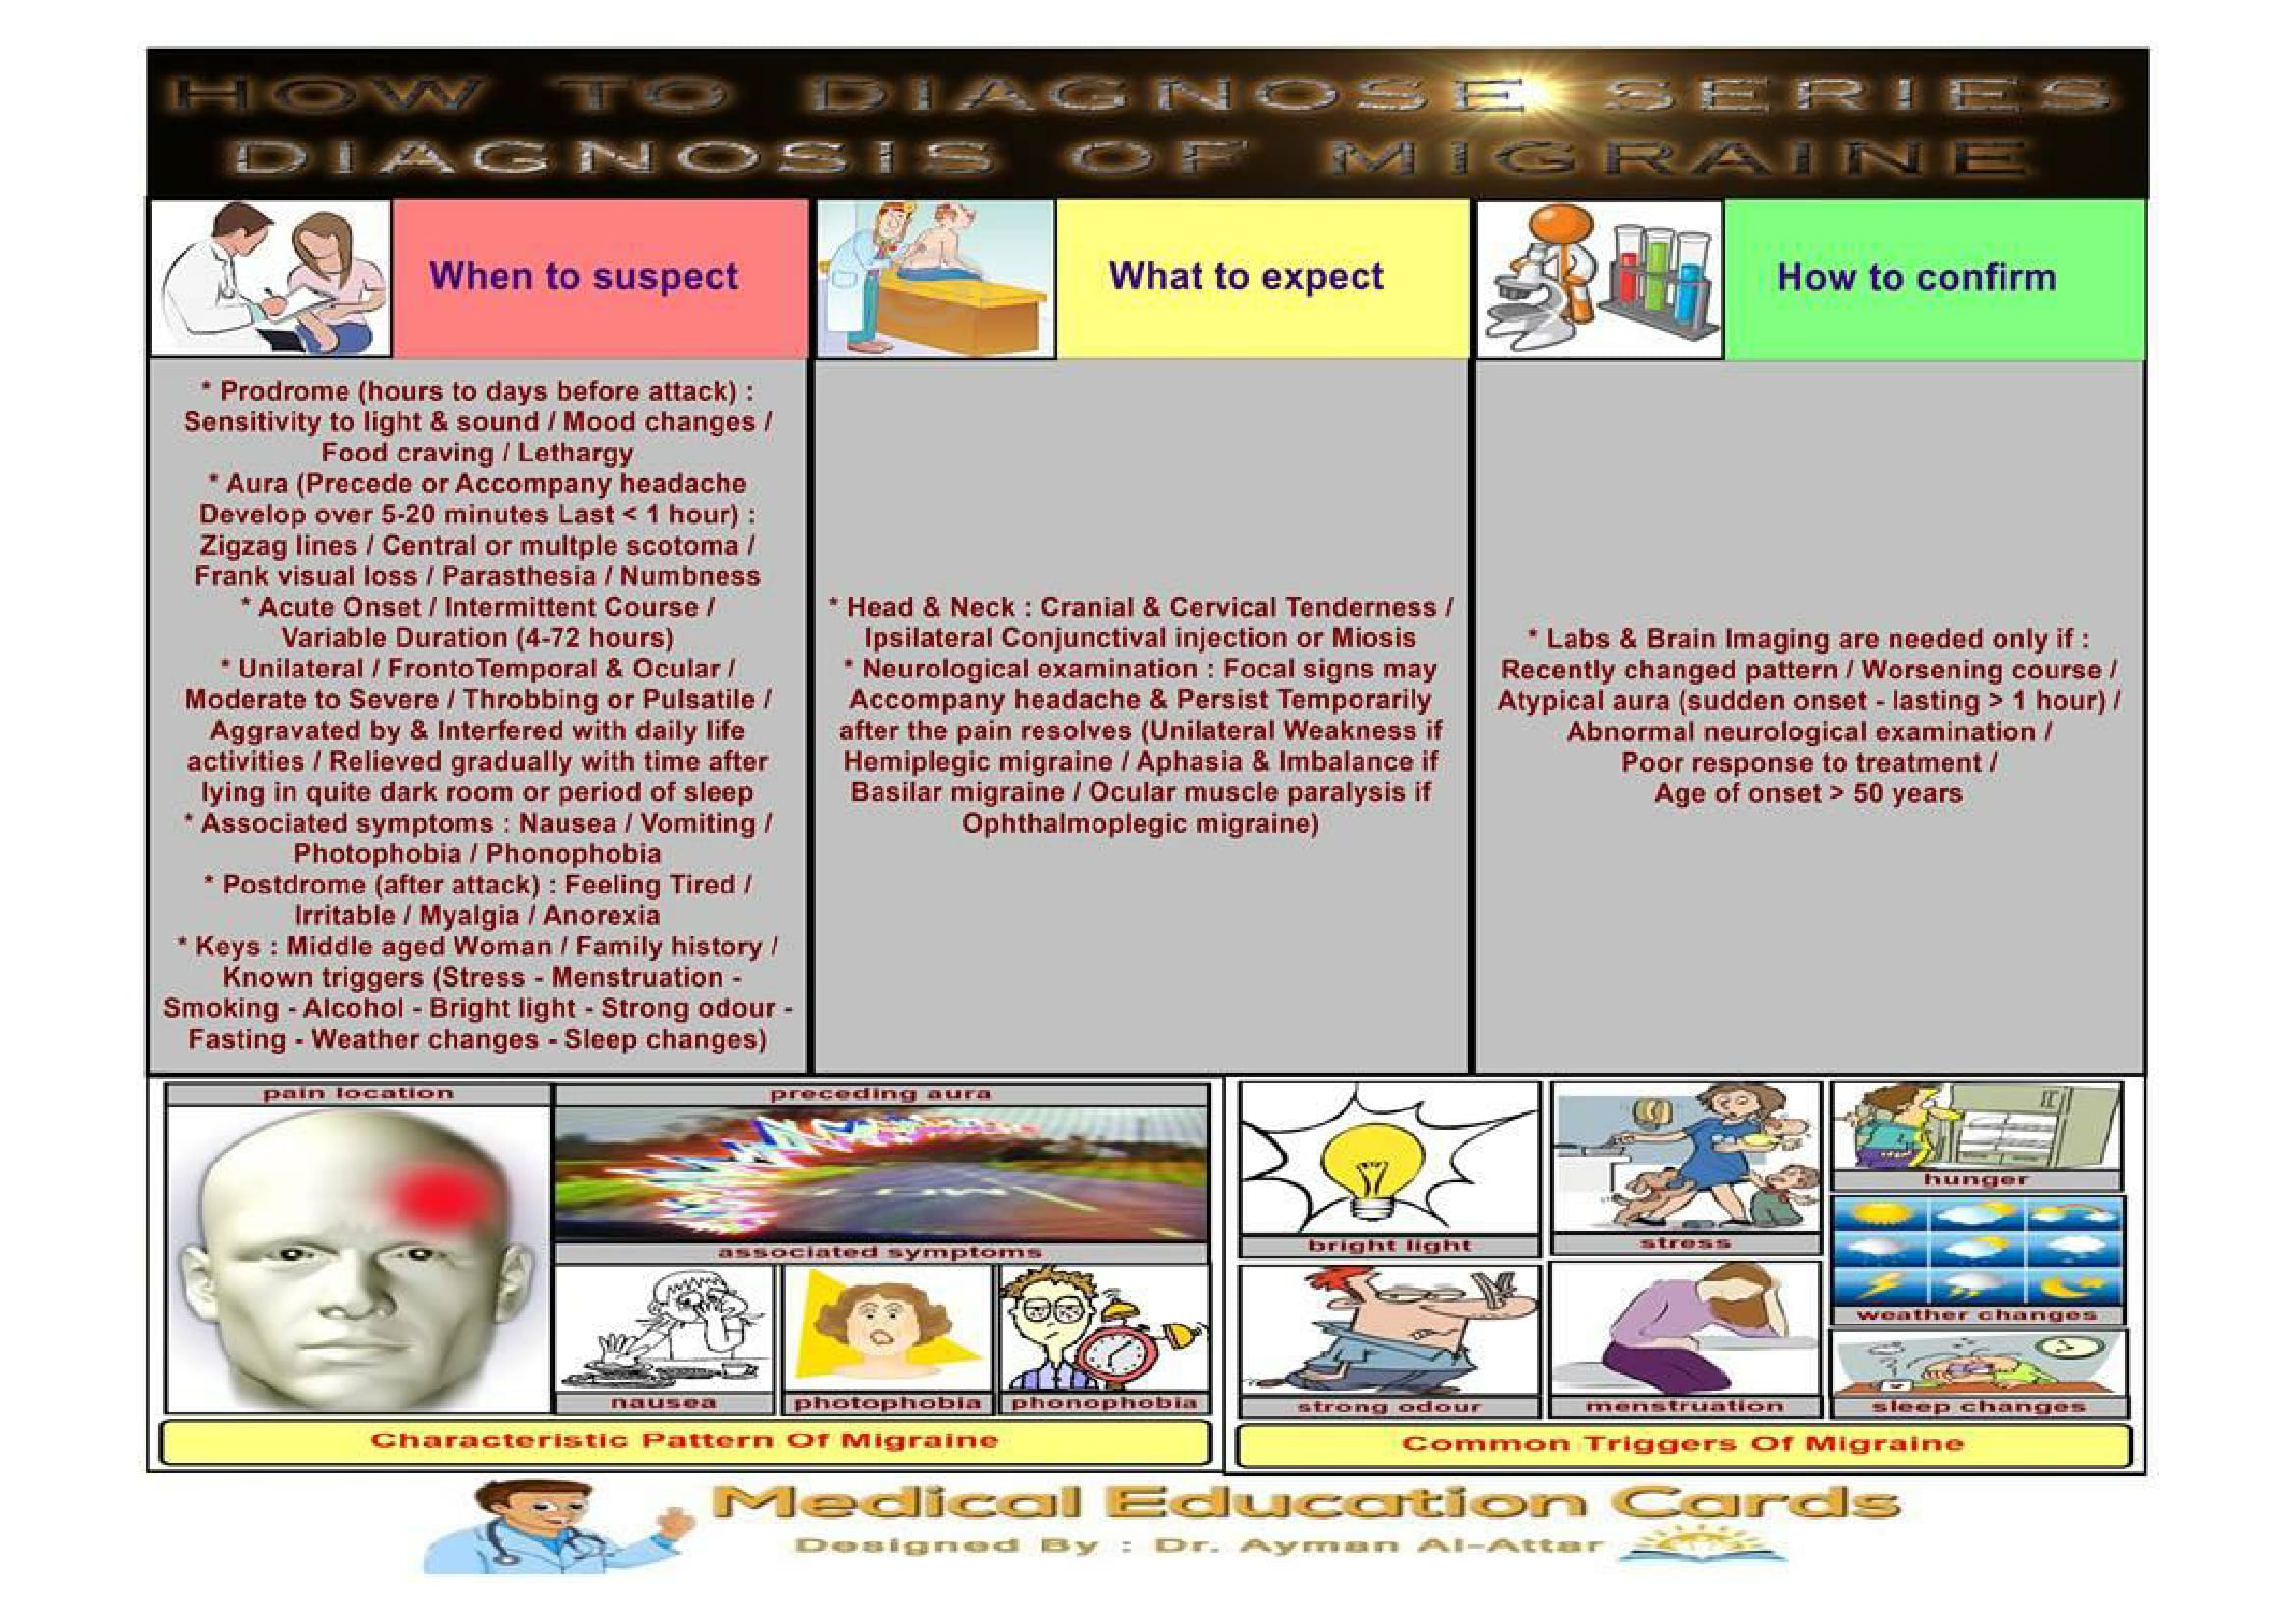 HOW TO DIAGNOSE SERIES
DIAGNOSIS OF MIGRAINE
When to suspect
What to expect
How to confirm
* Prodrome (hours to days before attack) :
Sensitivity to light & sound / Mood changes /
Food craving / Lethargy
* Aura (Precede or Accompany headache
Develop over 5-20 minutes Last < 1 hour) :
Zigzag lines / Central or multple scotoma /
Frank visual loss / Parasthesia / Numbness
* Acute Onset / Intermittent Course /
Variable Duration (4-72 hours)
* Unilateral / FrontoTemporal & Ocular /
Moderate to Severe / Throbbing or Pulsatile /
Aggravated by & Interfered with daily life
activities / Relieved gradually with time after
lying in quite dark room or period of sleep
* Associated symptoms : Nausea / Vomiting /
Photophobia / Phonophobia
* Postdrome (after attack) : Feeling Tired /
Irritable / Myalgia / Anorexia
* Keys : Middle aged Woman / Family history /
Known triggers (Stress - Menstruation -
Smoking - Alcohol - Bright light - Strong odour -
Fasting - Weather changes - Sleep changes)
* Head & Neck : Cranial & Cervical Tenderness /
Ipsilateral Conjunctival injection or Miosis
* Neurological examination : Focal signs may
Accompany headache & Persist Temporarily
after the pain resolves (Unilateral Weakness if
Hemiplegic migraine / Aphasia & Imbalance if
Basilar migraine / Ocular muscle paralysis if
Ophthalmoplegic migraine)
* Labs & Brain Imaging are needed only if :
Recently changed pattern / Worsening course /
Atypical aura (sudden onset - lasting > 1 hour) /
Abnormal neurological examination /
Poor response to treatment /
Age of onset > 50 years
pain location
preceding aura
associated symptoms
nausea
photophobia
phonophobia
Characteristic Pattern Of Migraine
bright light
stress
hunger
weather changes
strong odour
menstruation
sleep changes
Common Triggers Of Migraine
Medical Education Cards
Designed By : Dr. Ayman Al-Attar